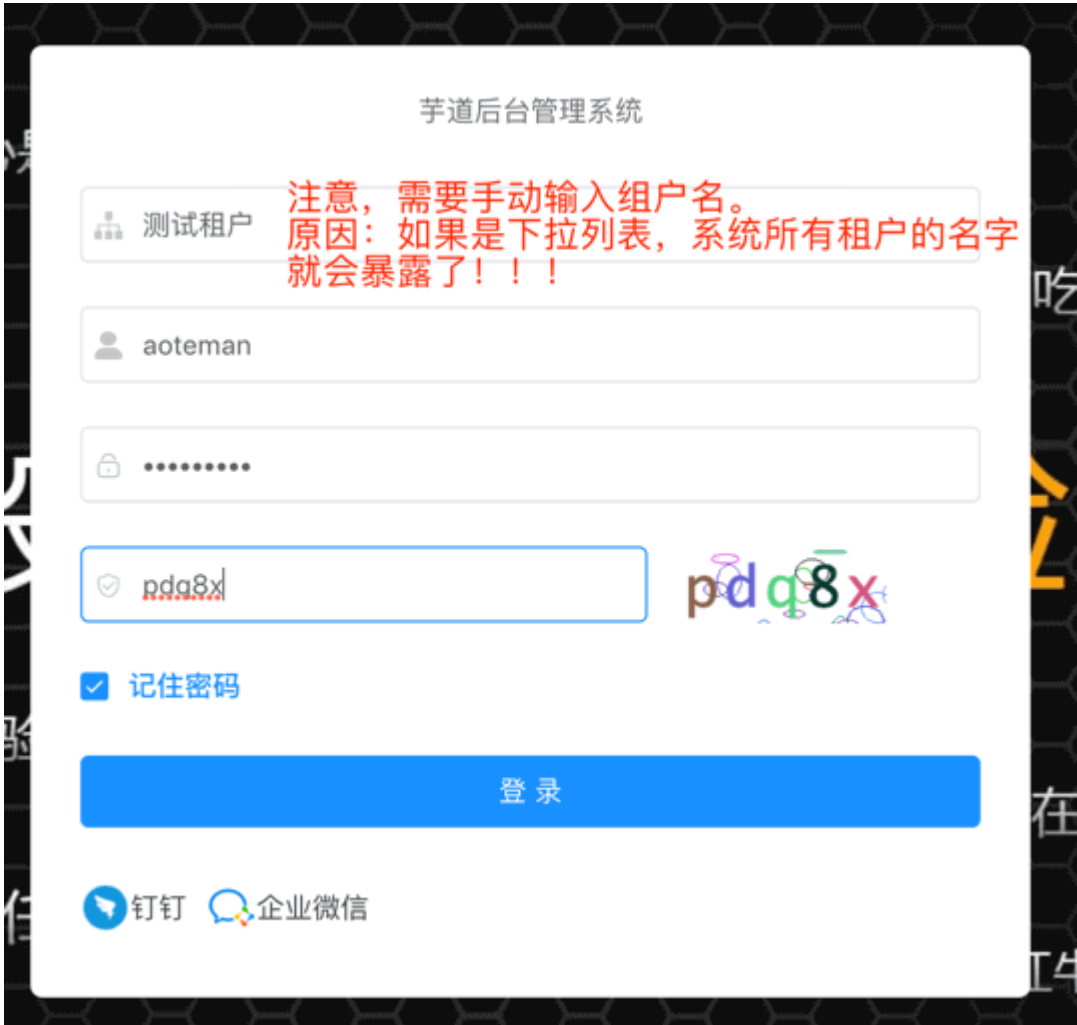 芋道后台管理系统
测试租户
注意，需要手动输入组户名。
原因：如果是下拉列表，系统所有租户的名字
就会暴露了！！！
吃
aoteman
•••••••••
pdq8x
pdq8x
记住密码
验
登 录
在
钉钉
企业微信